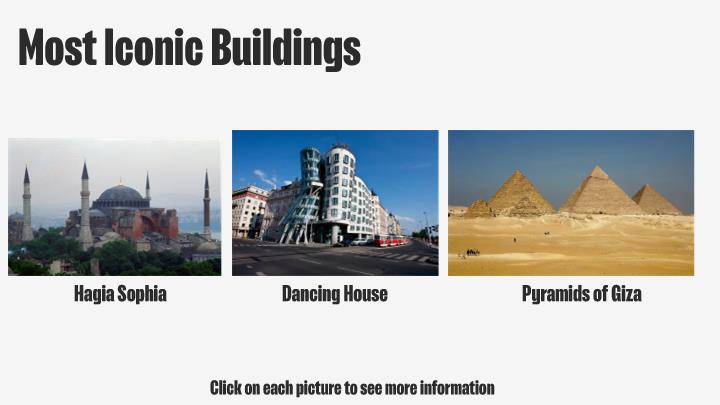 Most Iconic Buildings
Hagia Sophia
Dancing House
Pyramids of Giza
Click on each picture to see more information